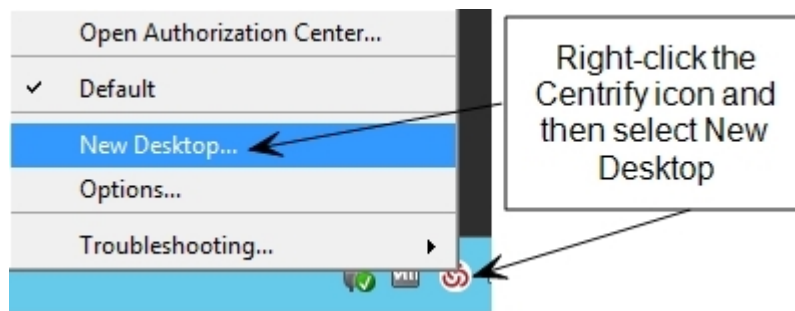 Open Authorization Center...
Default
New Desktop...
Options...
Troubleshooting...
Right-click the
Centrify icon and
then select New
Desktop